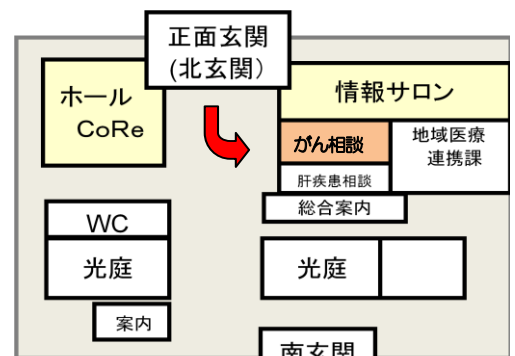 正面玄関
(北玄関）
ホール
CoRe
情報サロン
がん相談
地域医療
連携課
肝疾患相談
総合案内
WC
光庭
光庭
案内
南玄関